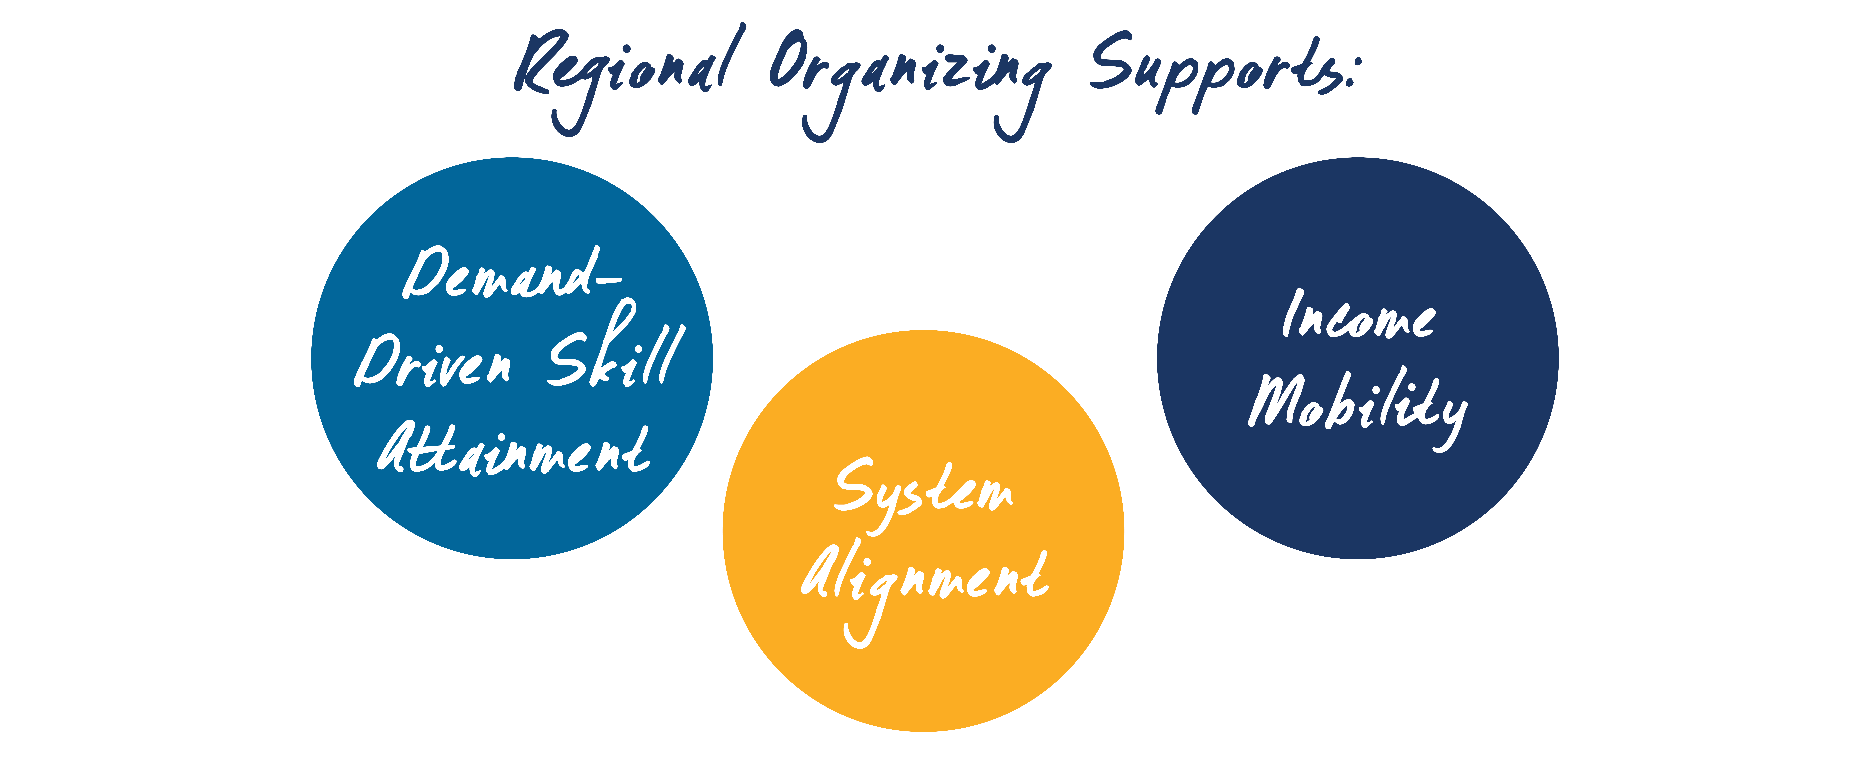 Regional Organizing Supports:
Demand-
Driven Skill
Attainment
System
Alignment
Income
Mobility